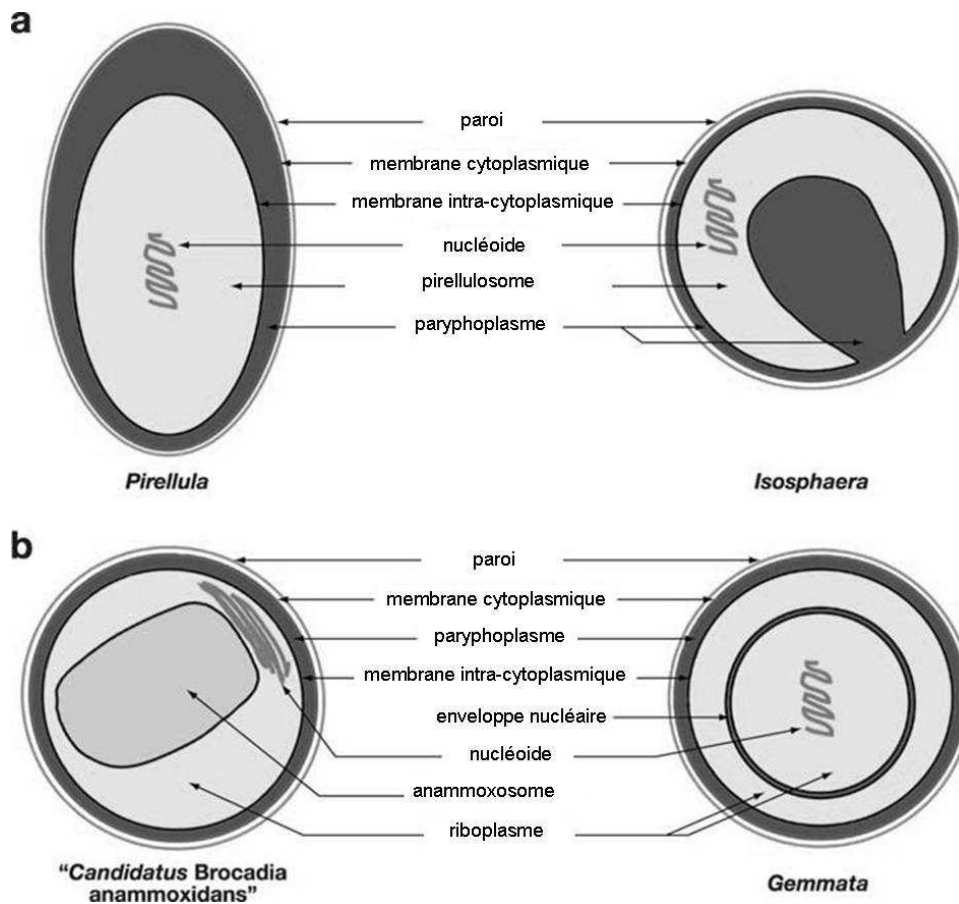 a
paroi
membrane cytoplasmique
membrane intra-cytoplasmique
nucléoide
pirellulosome
paryphoplasme
Pirellula
Isosphaera
b
paroi
membrane cytoplasmique
paryphoplasme
membrane intra-cytoplasmique
enveloppe nucléaire
nucléoide
anammoxosome
riboplasme
“Candidatus Brocadia
anammoxidans”
Gemmata